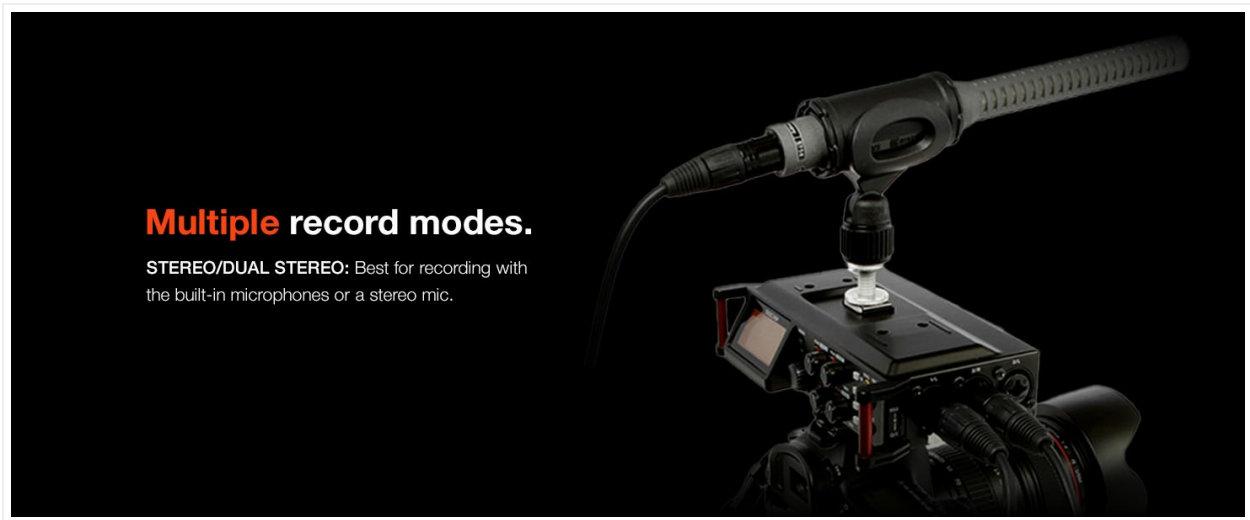 Multiple record modes.
STEREO/DUAL STEREO: Best for recording with
the built-in microphones or a stereo mic.